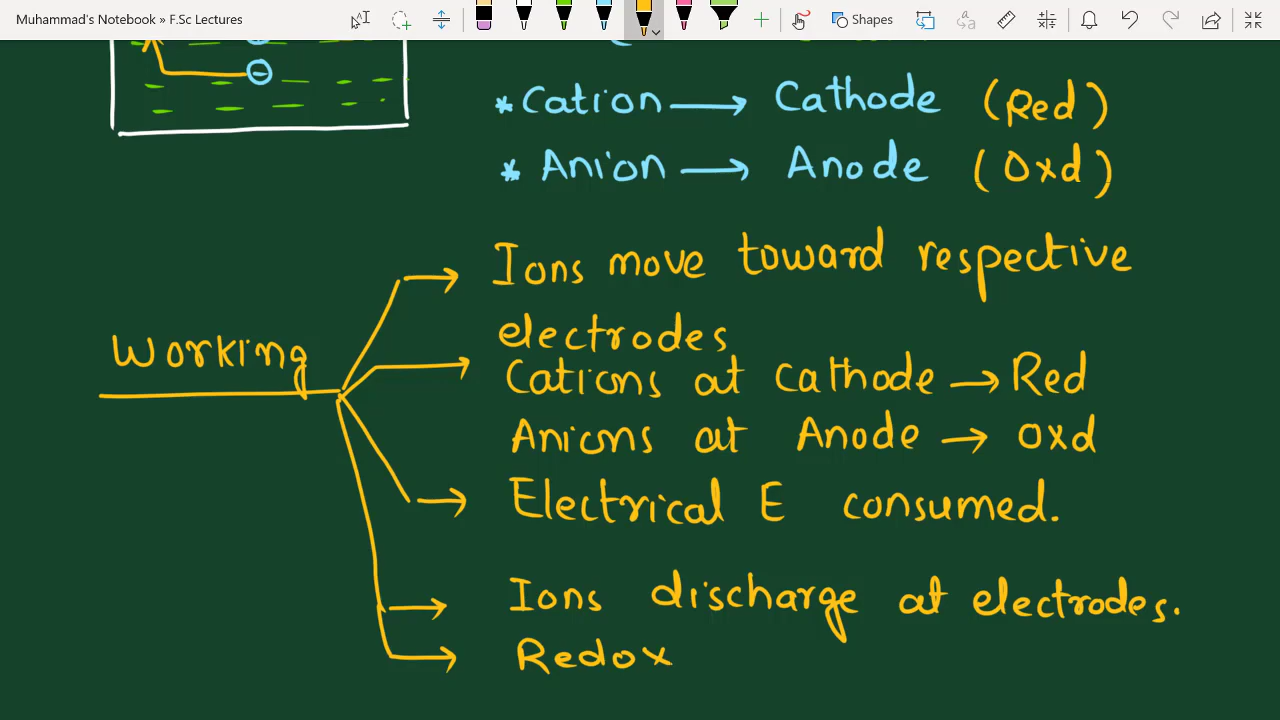 Muhammad's Notebook » F.Sc Lectures
Shapes
*Cation → Cathode (Red)
* Anion → Anode (Oxd)
Working
Ions move toward respective
electrodes
Cations at Cathode → Red
Anions at Anode → Oxd
Electrical E consumed.
Ions discharge at electrodes.
Redox